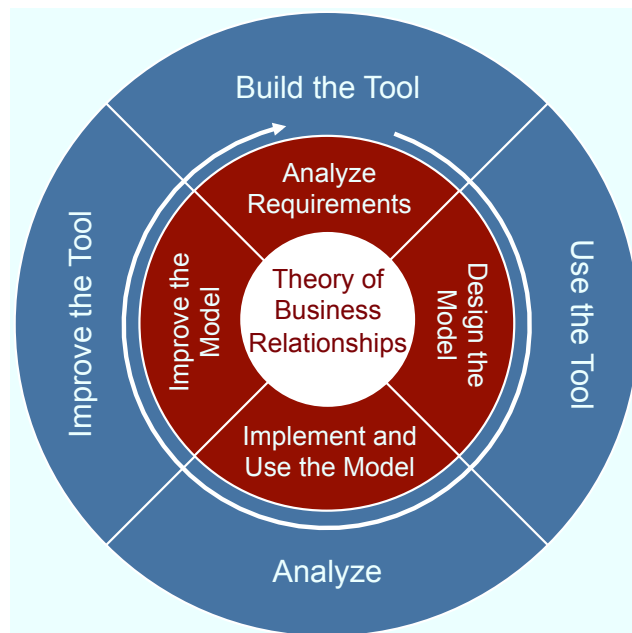 Build the Tool
Analyze
Requirements
Use the Tool
Design the
Model
Theory of
Business
Relationships
Improve the
Model
Improve the Tool
Implement and
Use the Model
Analyze